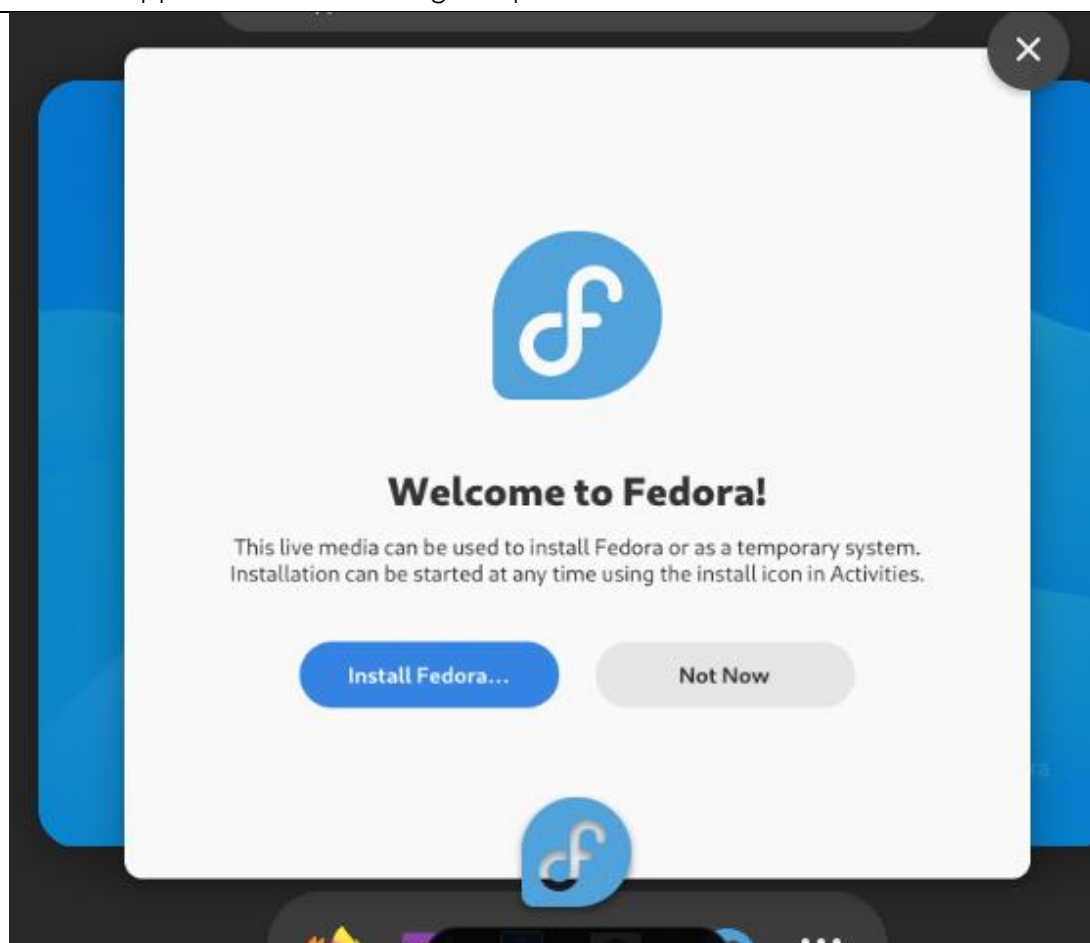 Welcome to Fedora!
This live media can be used to install Fedora or as a temporary system.
Installation can be started at any time using the install icon in Activities.
Install Fedora...
Not Now